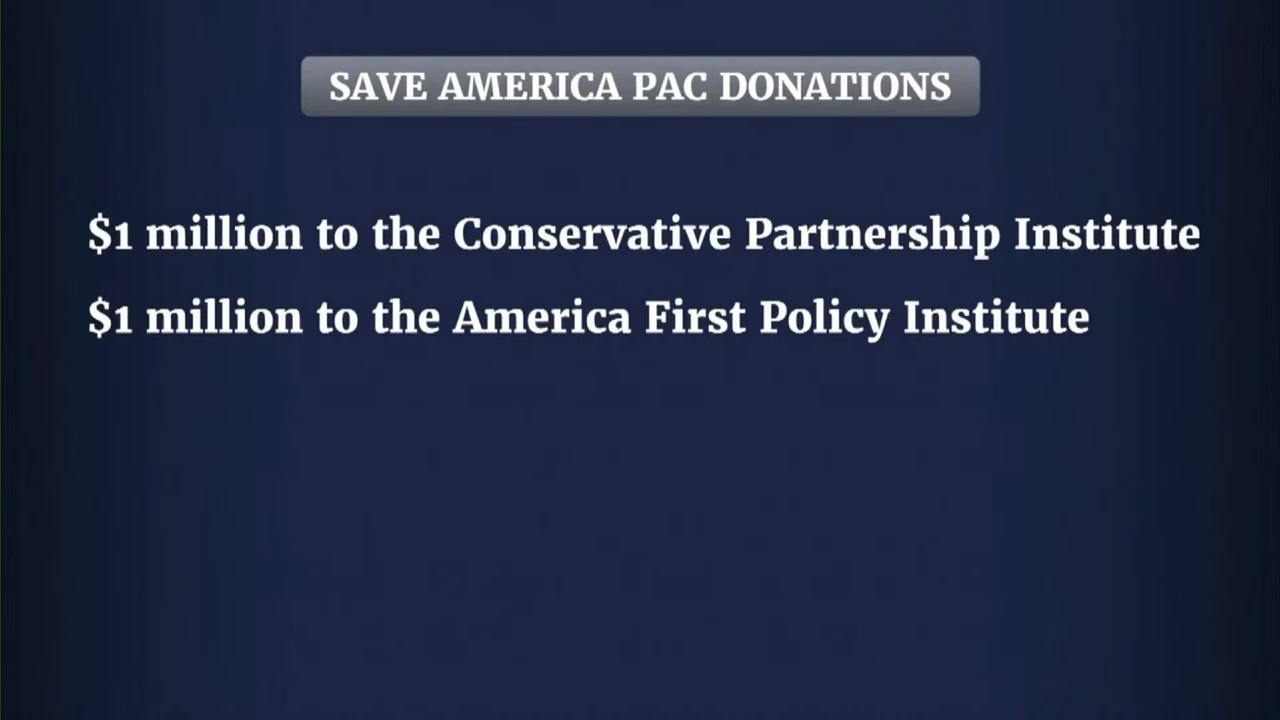 SAVE AMERICA PAC DONATIONS
$1 million to the Conservative Partnership Institute
$1 million to the America First Policy Institute